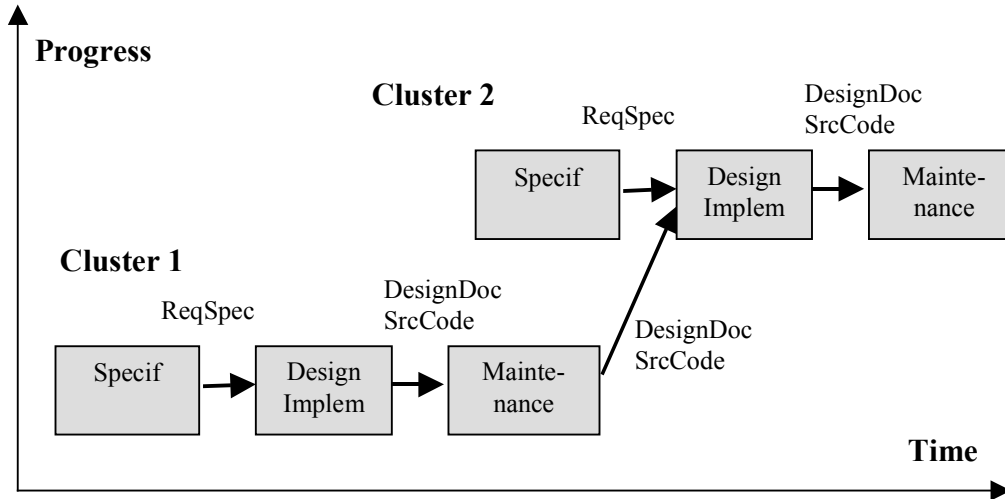 Progress
Cluster 2
DesignDoc
SrcCode
ReqSpec
Specif
Design
Implem
Mainte-
nance
Cluster 1
ReqSpec
DesignDoc
SrcCode
DesignDoc
SrcCode
Specif
Design
Implem
Mainte-
nance
Time